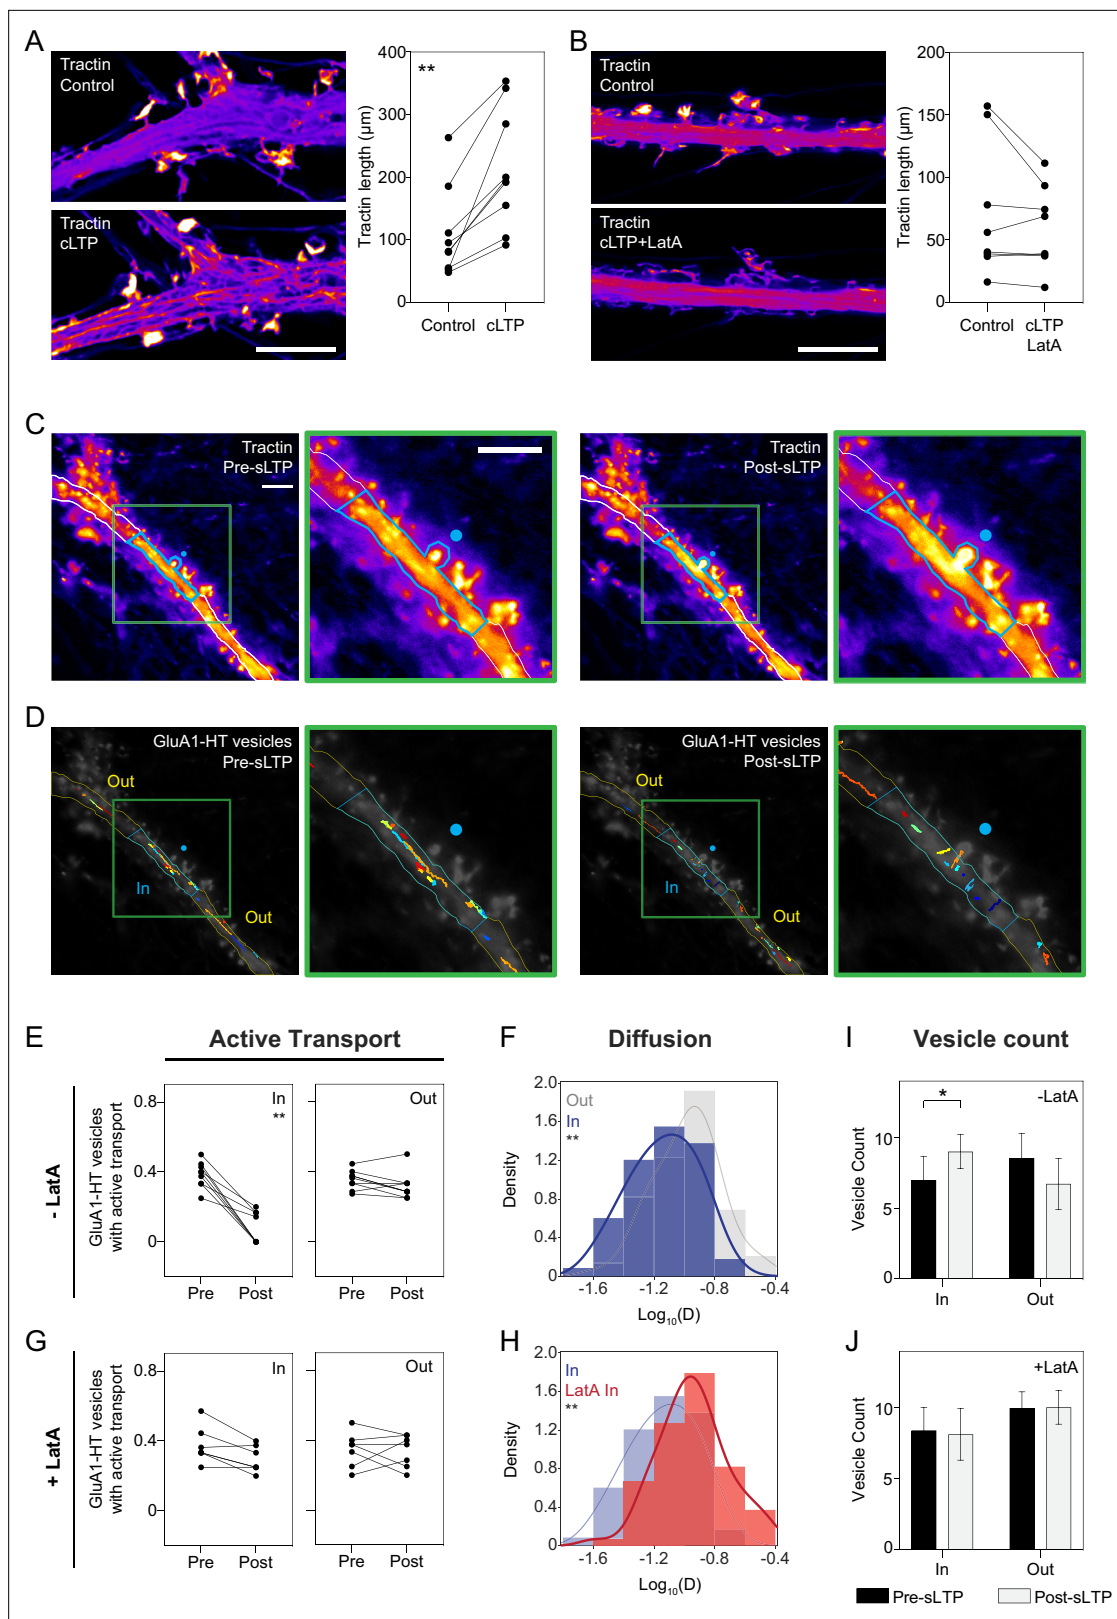 A
Tractin
Control
Tractin
cLTP
**
Tractin length (µm)
400
300
200
100
0
Control
cLTP
B
Tractin
Control
Tractin
cLTP+LatA
Tractin length (µm)
200
150
100
50
0
Control
cLTP
LatA
C
Tractin
Pre-sLTP
Tractin
Post-sLTP
D
GluA1-HT vesicles
Pre-sLTP
Out
In
Out
GluA1-HT vesicles
Post-sLTP
Out
In
Out
E
Active Transport
- LatA
GluA1-HT vesicles
with active transport
0.8
0.4
0
In
**
Pre
Post
Out
Pre
Post
F
Diffusion
Density
2.0
1.6
1.2
0.8
0.4
0
Out
In
**
-1.6
-1.2
-0.8
-0.4
Log10(D)
I
Vesicle count
-LatA
*
Vesicle Count
10
5
0
In
Out
G
+ LatA
GluA1-HT vesicles
with active transport
0.8
0.4
0
In
Pre
Post
Out
Pre
Post
H
Density
2.0
1.6
1.2
0.8
0.4
0
In
LatA In
**
-1.6
-1.2
-0.8
-0.4
Log10(D)
J
+LatA
Vesicle Count
10
5
0
In
Out
Pre-sLTP
Post-sLTP